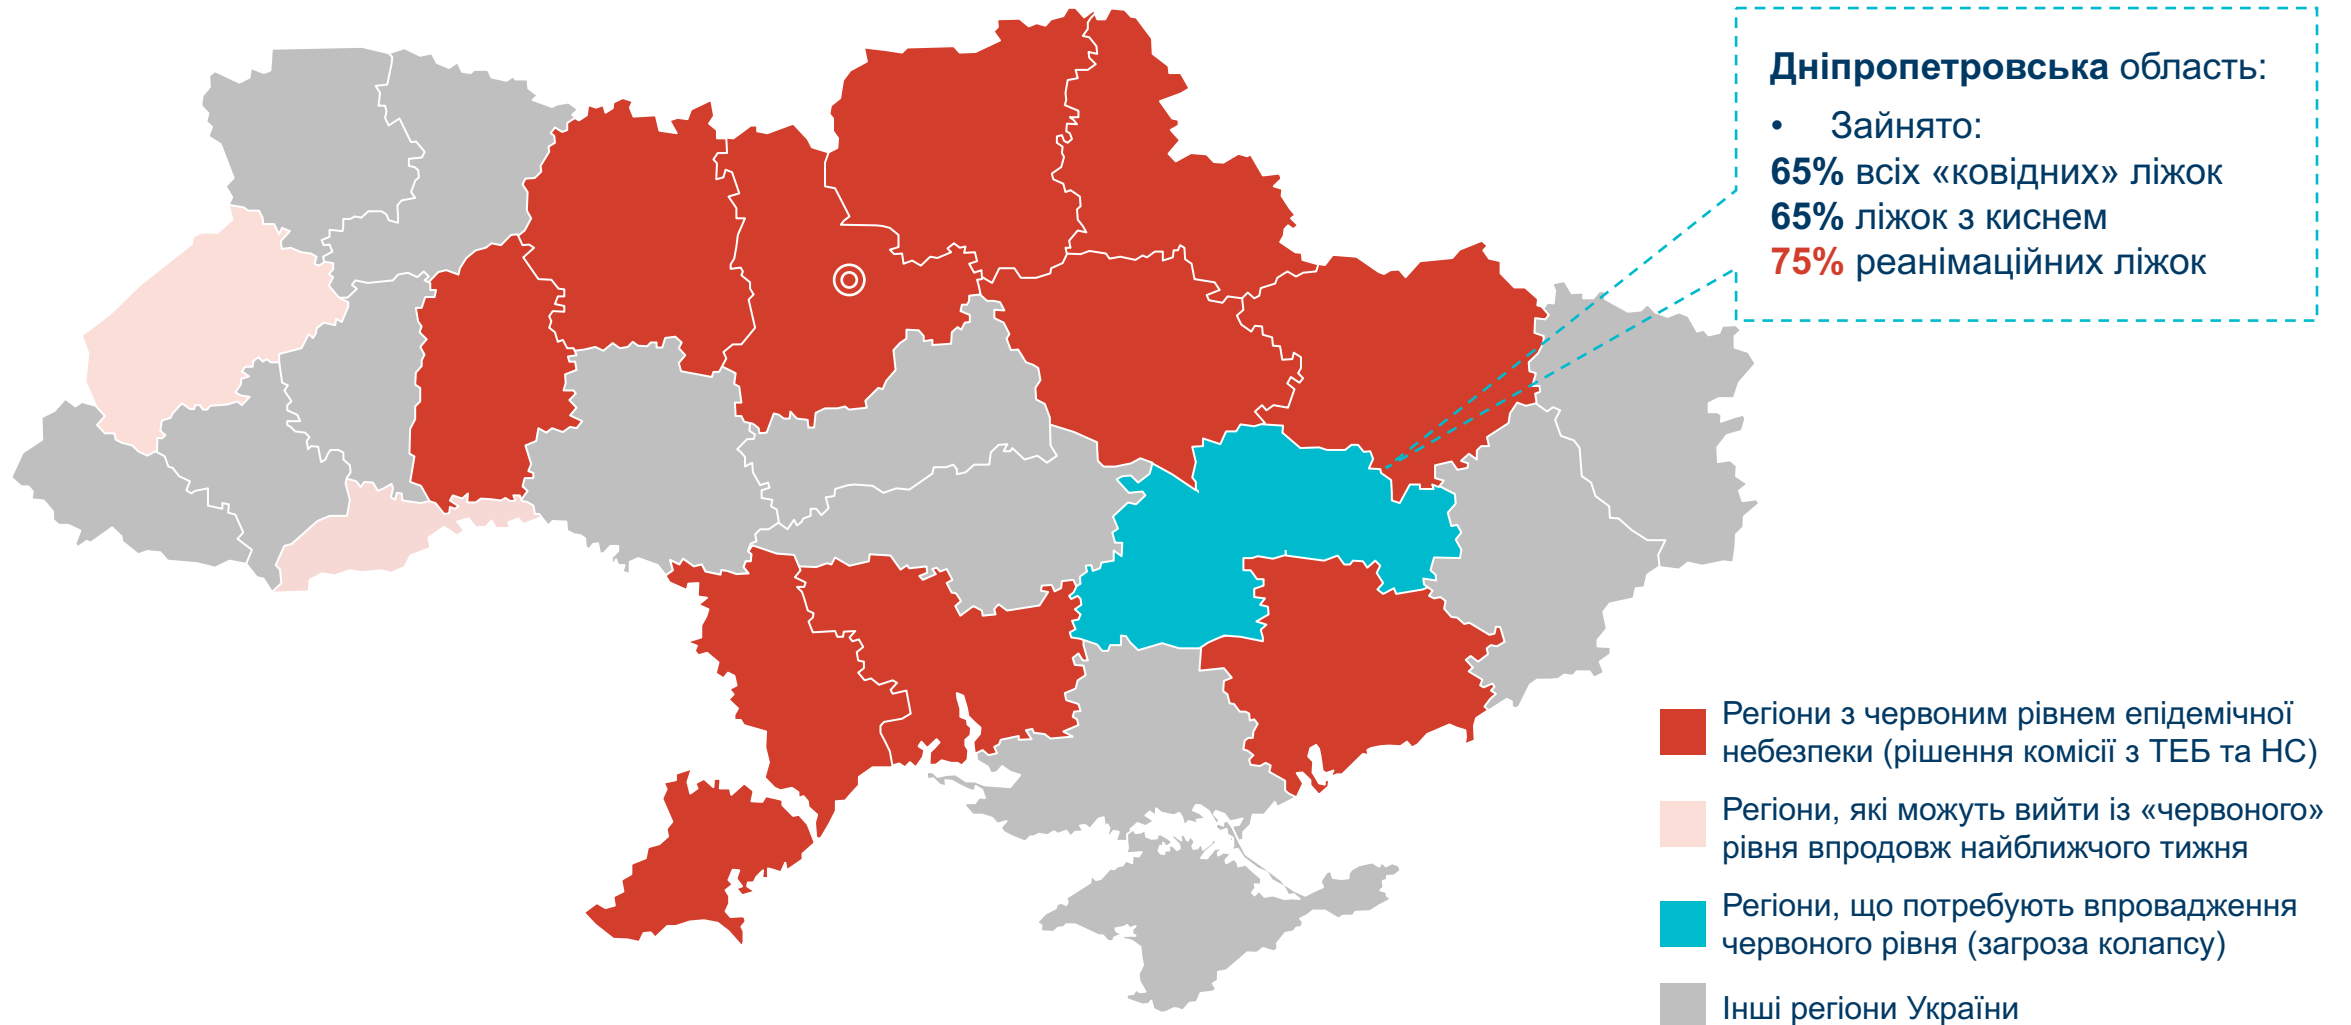 Дніпропетровська область:
• Зайнято:
65% всіх «ковідних» ліжок
65% ліжок з киснем
75% реанімаційних ліжок
Регіони з червоним рівнем епідемічної
небезпеки (рішення комісії з ТЕБ та НС)
Регіони, які можуть вийти із «червоного»
рівня впродовж найближчого тижня
Регіони, що потребують впровадження
червоного рівня (загроза колапсу)
Інші регіони України